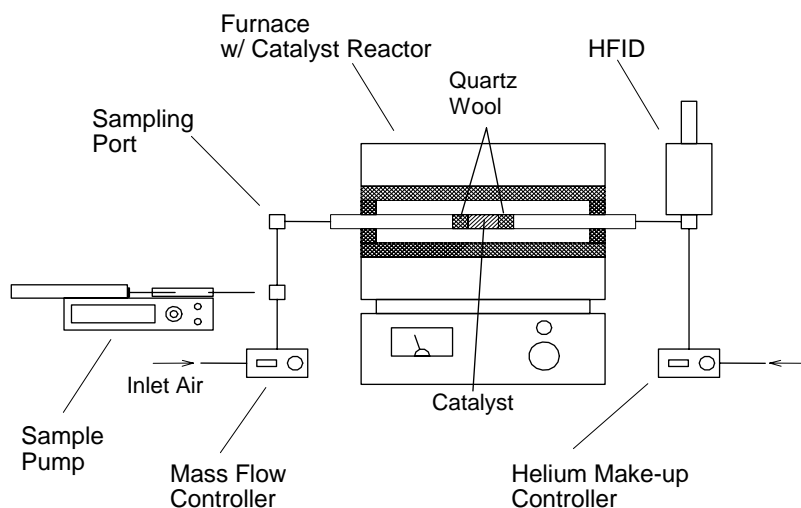 Furnace
w/ Catalyst Reactor
HFID
Quartz
Wool
Sampling
Port
Inlet Air
Catalyst
Sample
Pump
Mass Flow
Controller
Helium Make-up
Controller